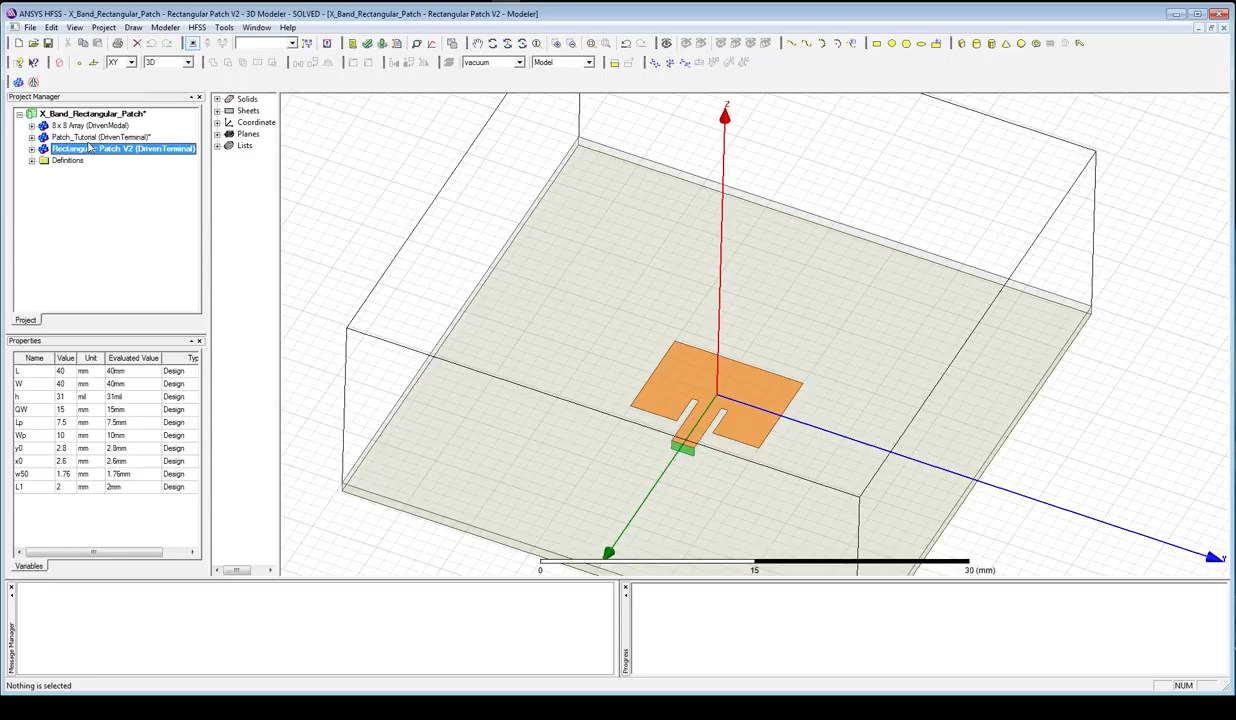 ANSYS HFSS - X_Band_Rectangular_Patch - Rectangular Patch V2 - 3D Modeler - SOLVED - [X_Band_Rectangular_Patch - Rectangular Patch V2 - Modeler]
File Edit View Project Draw Modeler HFSS Tools Window Help
XY 3D vacuum Model
Project Manager
X_Band_Rectangular_Patch*
8 x 8 Array (DrivenModal)
Patch_Tutorial (DrivenTerminal)*
Rectangular Patch V2 (DrivenTerminal)
Definitions
Project
Solids
Sheets
Coordinate
Planes
Lists
Properties
Name Value Unit Evaluated Value Typ
L 40 mm 40mm Design
W 40 mm 40mm Design
h 31 mil 31mil Design
QW 15 mm 15mm Design
Lp 7.5 mm 7.5mm Design
Wp 10 mm 10mm Design
y0 2.8 mm 2.8mm Design
x0 2.6 mm 2.6mm Design
w50 1.76 mm 1.76mm Design
L1 2 mm 2mm Design
Variables
Z
Y
0 15 30 (mm)
Message Manager
Progress
Nothing is selected
NUM